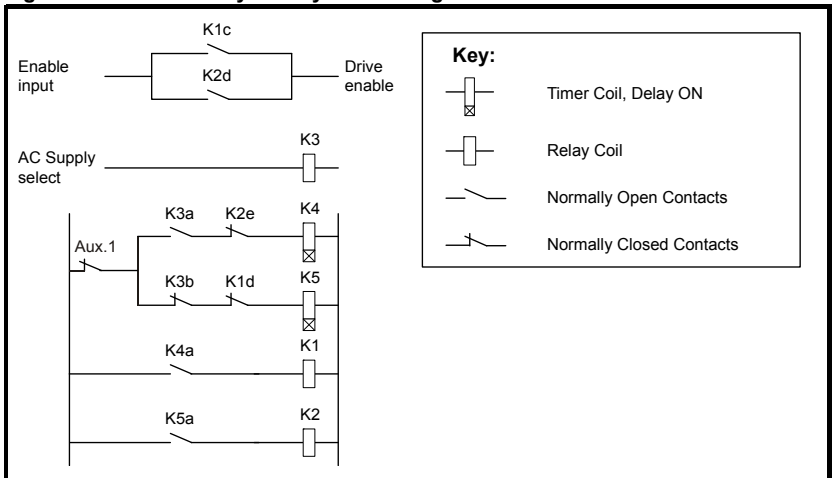 K1c
Enable
input
K2d
Drive
enable
K3
AC Supply
select
Aux.1
K3a
K2e
K4
K3b
K1d
K5
K4a
K1
K5a
K2
Key:
Timer Coil, Delay ON
Relay Coil
Normally Open Contacts
Normally Closed Contacts